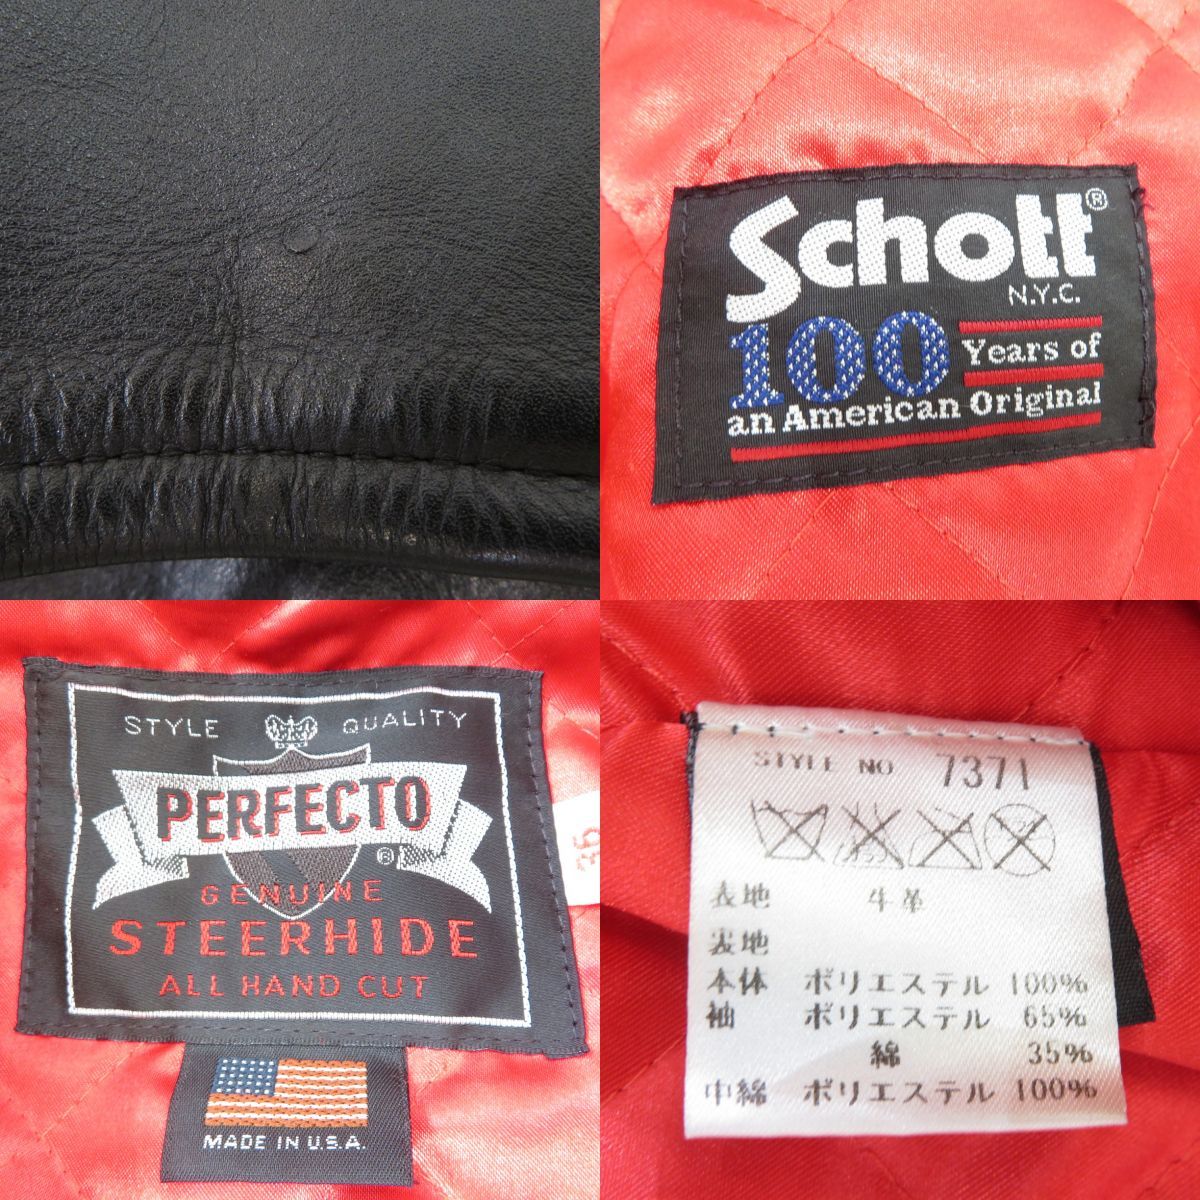 Schott®
N.Y.C.
100 Years of
an American Original
STYLE QUALITY
PERFECTO
®
GENUINE
STEERHIDE
ALL HAND CUT
36
MADE IN U.S.A.
STYLE NO 7371
表地 牛革
裏地
本体 ポリエステル 100%
袖 ポリエステル 65%
綿 35%
中綿 ポリエステル 100%